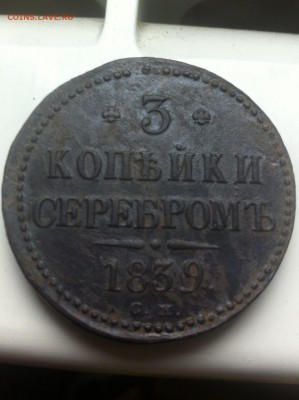 COINS.CAVE.RU
3
КОПѢЙКИ
СЕРЕБРОМЪ
1839.
С. М.